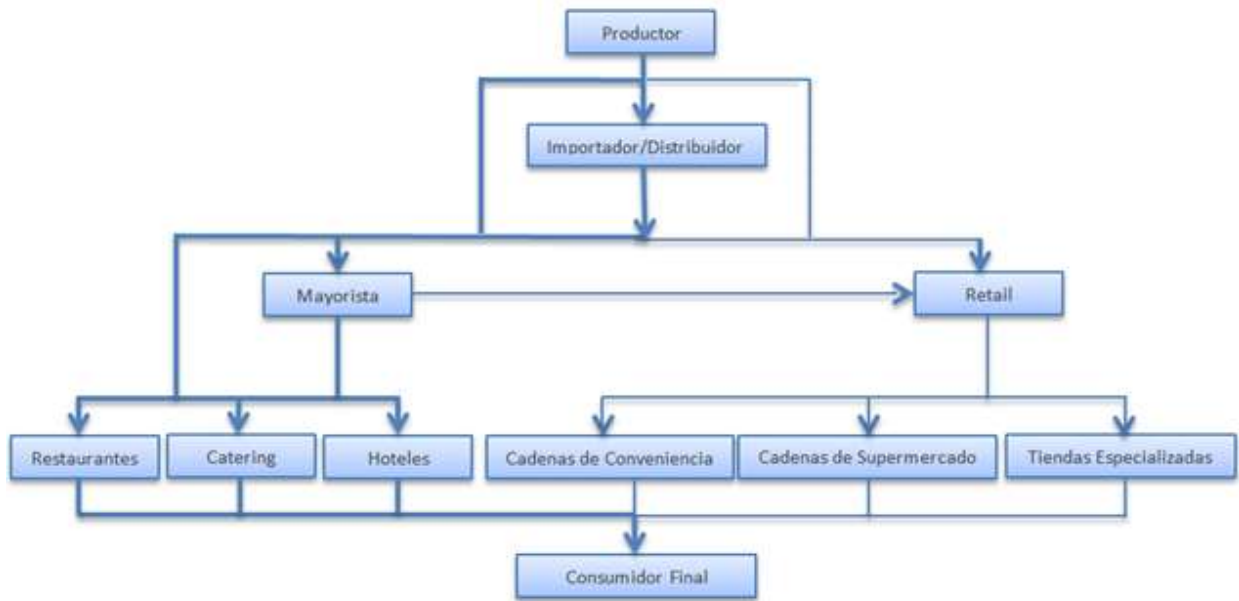 Productor
Importador/Distribuidor
Mayorista
Retail
Restaurantes
Catering
Hoteles
Cadenas de Conveniencia
Cadenas de Supermercado
Tiendas Especializadas
Consumidor Final